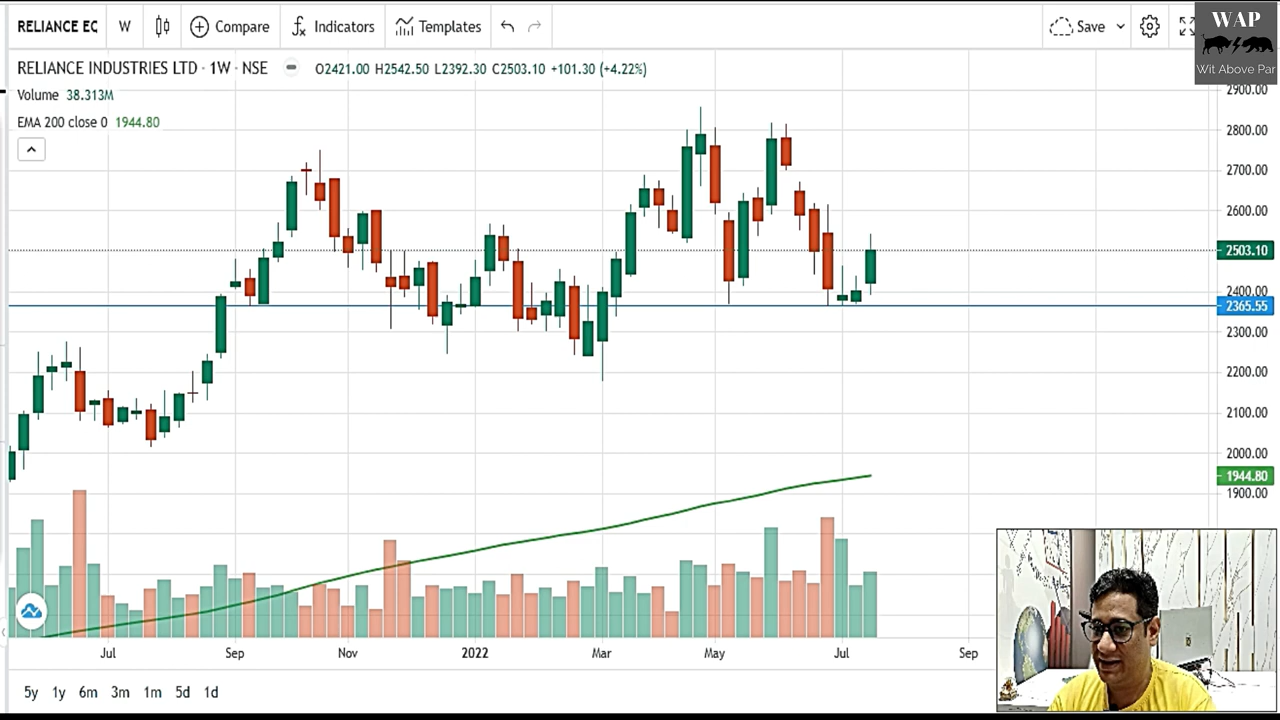 RELIANCE EQ W Compare Indicators Templates Save
WAP
Wit Above Par
RELIANCE INDUSTRIES LTD · 1W · NSE O2421.00 H2542.50 L2392.30 C2503.10 +101.30 (+4.22%)
Volume 38.313M
EMA 200 close 0 1944.80
2900.00
2800.00
2700.00
2600.00
2503.10
2400.00
2365.55
2300.00
2200.00
2100.00
2000.00
1944.80
1900.00
Jul Sep Nov 2022 Mar May Jul Sep
5y 1y 6m 3m 1m 5d 1d